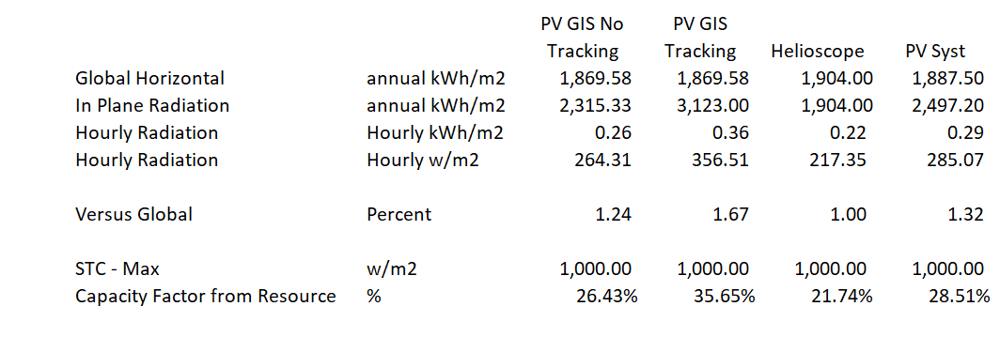 PV GIS No PV GIS
Tracking Tracking Helioscope PV Syst
Global Horizontal annual kWh/m2 1,869.58 1,869.58 1,904.00 1,887.50
In Plane Radiation annual kWh/m2 2,315.33 3,123.00 1,904.00 2,497.20
Hourly Radiation Hourly kWh/m2 0.26 0.36 0.22 0.29
Hourly Radiation Hourly w/m2 264.31 356.51 217.35 285.07
Versus Global Percent 1.24 1.67 1.00 1.32
STC - Max w/m2 1,000.00 1,000.00 1,000.00 1,000.00
Capacity Factor from Resource % 26.43% 35.65% 21.74% 28.51%